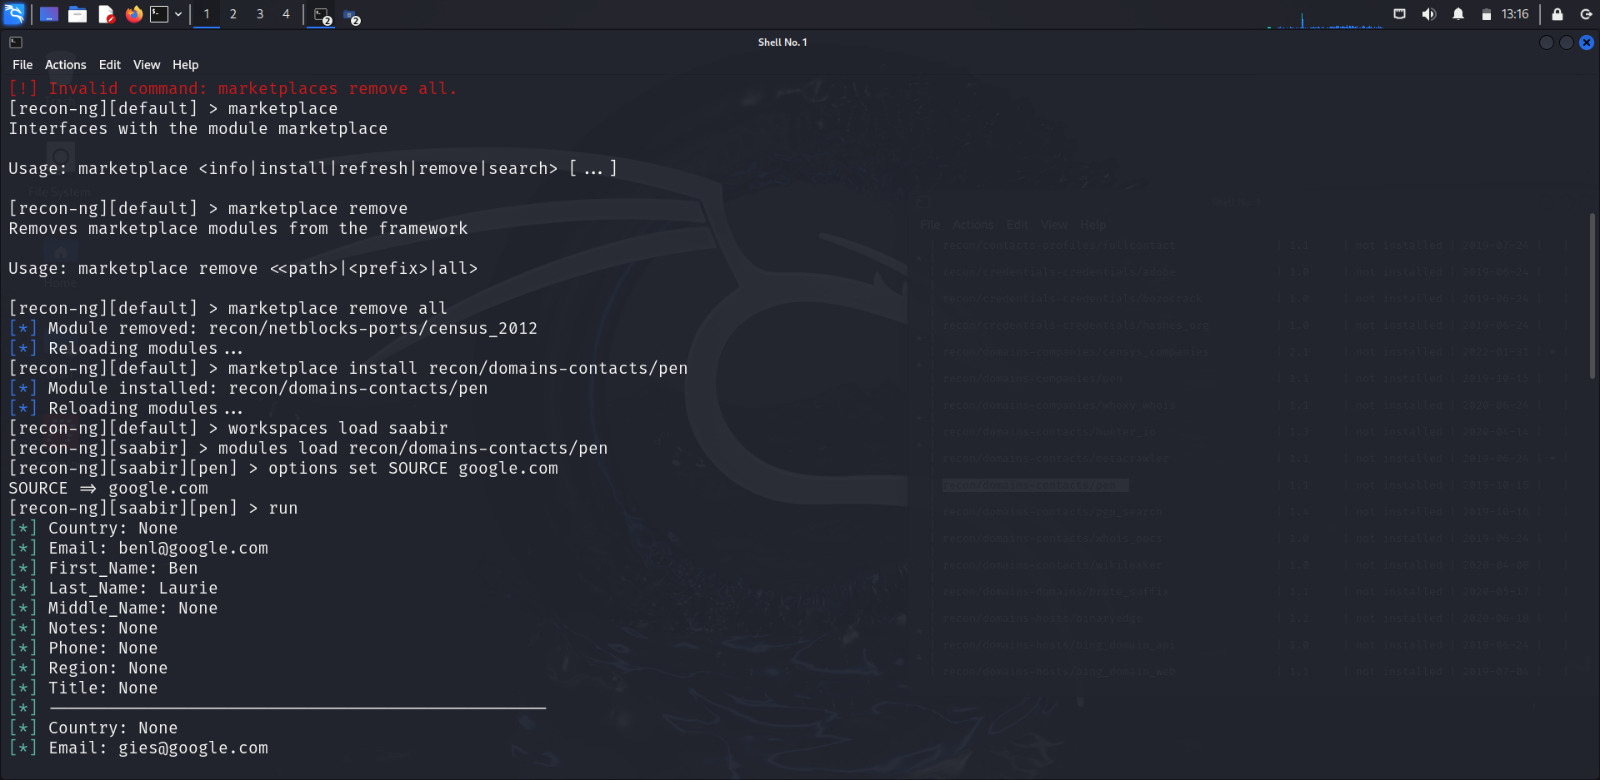 1 2 3 4 2 2 13:16
Shell No. 1
File Actions Edit View Help
[!] Invalid command: marketplaces remove all.
[recon-ng][default] > marketplace
Interfaces with the module marketplace
Usage: marketplace <info|install|refresh|remove|search> [...]
[recon-ng][default] > marketplace remove
Removes marketplace modules from the framework
Usage: marketplace remove <<path>|<prefix>|all>
[recon-ng][default] > marketplace remove all
[*] Module removed: recon/netblocks-ports/census_2012
[*] Reloading modules...
[recon-ng][default] > marketplace install recon/domains-contacts/pen
[*] Module installed: recon/domains-contacts/pen
[*] Reloading modules...
[recon-ng][default] > workspaces load saabir
[recon-ng][saabir] > modules load recon/domains-contacts/pen
[recon-ng][saabir][pen] > options set SOURCE google.com
SOURCE => google.com
[recon-ng][saabir][pen] > run
[*] Country: None
[*] Email: benl@google.com
[*] First_Name: Ben
[*] Last_Name: Laurie
[*] Middle_Name: None
[*] Notes: None
[*] Phone: None
[*] Region: None
[*] Title: None
[*] --------------------------------------------------
[*] Country: None
[*] Email: gies@google.com